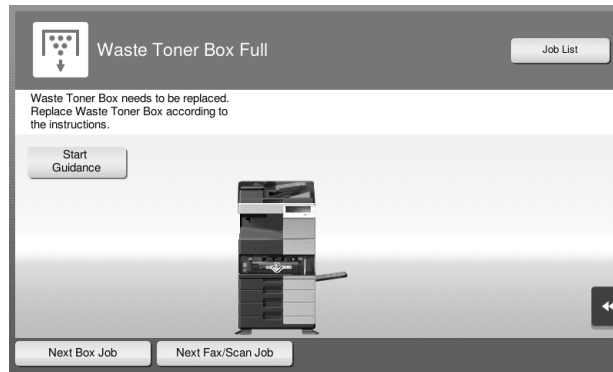 Waste Toner Box Full
Job List
Waste Toner Box needs to be replaced.
Replace Waste Toner Box according to
the instructions.
Start
Guidance
Next Box Job
Next Fax/Scan Job